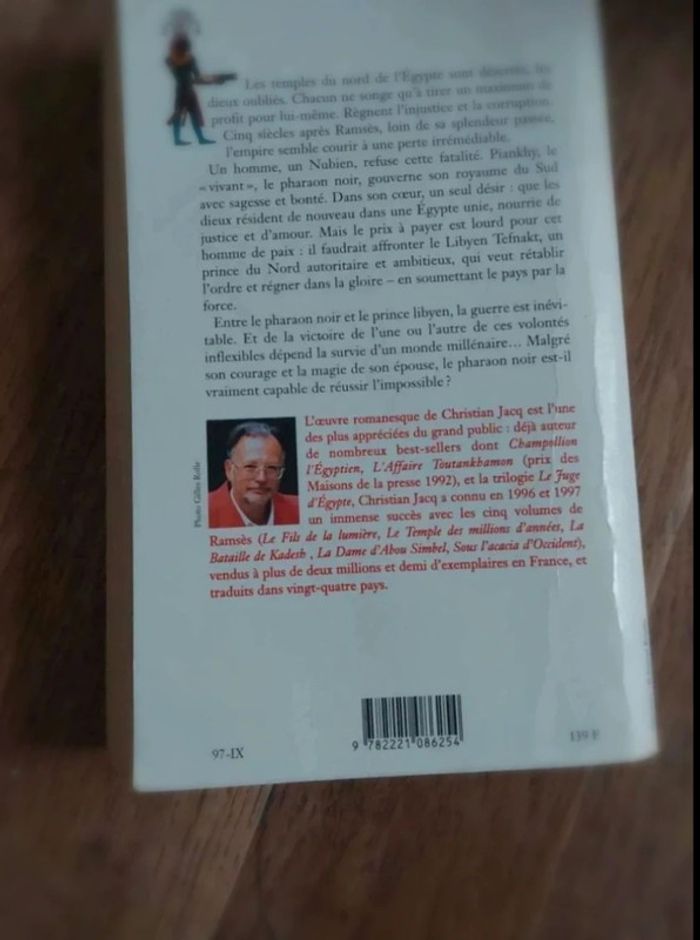 Les temples du nord de l'Égypte sont désertés, les
dieux oubliés. Chacun ne songe qu'à tirer un maximum de
profit pour lui-même. Règnent l'injustice et la corruption.
Cinq siècles après Ramsès, loin de sa splendeur passée,
l'empire semble courir à une perte irrémédiable.
Un homme, un Nubien, refuse cette fatalité. Piankhy, le
« vivant », le pharaon noir, gouverne son royaume du Sud
avec sagesse et bonté. Dans son cœur, un seul désir : que les
dieux résident de nouveau dans une Égypte unie, nourrie de
justice et d'amour. Mais le prix à payer est lourd pour cet
homme de paix : il faudrait affronter le Libyen Tefnakt, un
prince du Nord autoritaire et ambitieux, qui veut rétablir
l'ordre et régner dans la gloire – en soumettant le pays par la
force.
Entre le pharaon noir et le prince libyen, la guerre est inévi-
table. Et de la victoire de l'une ou l'autre de ces volontés
inflexibles dépend la survie d'un monde millénaire... Malgré
son courage et la magie de son épouse, le pharaon noir est-il
vraiment capable de réussir l'impossible ?
L'œuvre romanesque de Christian Jacq est l'une
des plus appréciées du grand public : déjà auteur
de nombreux best-sellers dont Champollion
l'Égyptien, L'Affaire Toutankhamon (prix des
Maisons de la presse 1992), et la trilogie Le Juge
d'Égypte, Christian Jacq a connu en 1996 et 1997
un immense succès avec les cinq volumes de
Ramsès (Le Fils de la lumière, Le Temple des millions d'années, La
Bataille de Kadesh , La Dame d'Abou Simbel, Sous l'acacia d'Occident),
vendus à plus de deux millions et demi d'exemplaires en France, et
traduits dans vingt-quatre pays.
Photo Gilles Rolle
97-IX
9 782221 086254
139 F